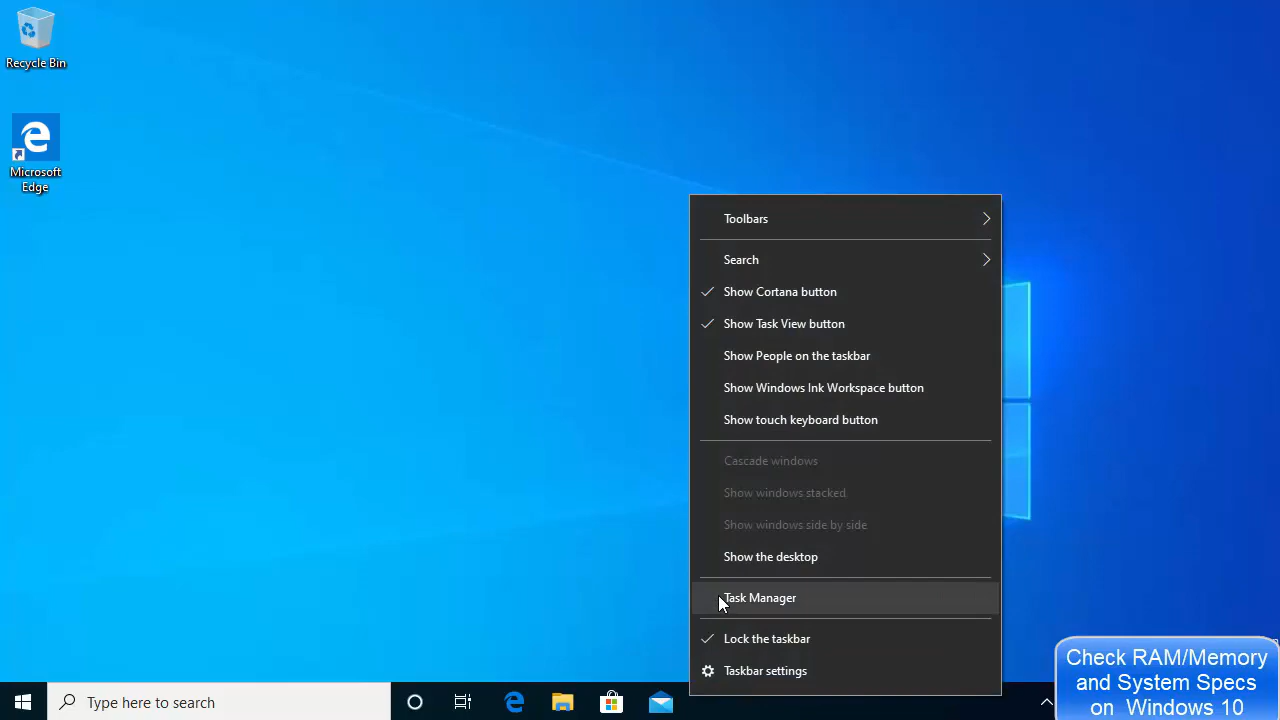 Recycle Bin
Microsoft
Edge
Toolbars
Search
Show Cortana button
Show Task View button
Show People on the taskbar
Show Windows Ink Workspace button
Show touch keyboard button
Cascade windows
Show windows stacked
Show windows side by side
Show the desktop
Task Manager
Lock the taskbar
Taskbar settings
Type here to search
Check RAM/Memory
and System Specs
on Windows 10